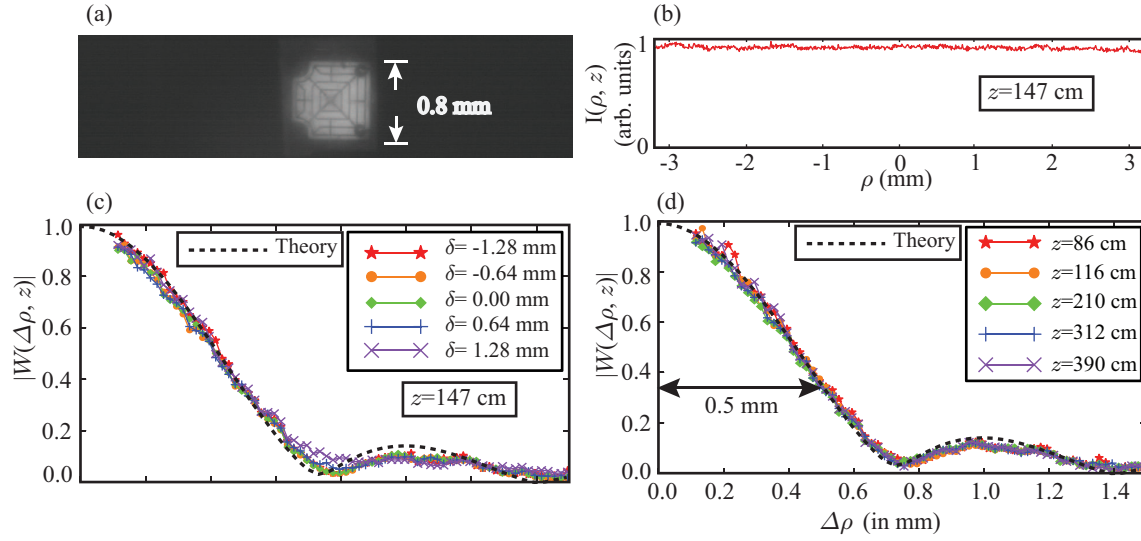 (a)
0.8 mm
(b)
I(ρ, z)
(arb. units)
1
0
z=147 cm
-3 -2 -1 0 1 2 3
ρ (mm)
(c)
|W(Δρ, z)|
1.0
0.8
0.6
0.4
0.2
0.0
Theory
δ= -1.28 mm
δ= -0.64 mm
δ= 0.00 mm
δ= 0.64 mm
δ= 1.28 mm
z=147 cm
(d)
|W(Δρ, z)|
1.0
0.8
0.6
0.4
0.2
0.0
Theory
z=86 cm
z=116 cm
z=210 cm
z=312 cm
z=390 cm
0.5 mm
0.0 0.2 0.4 0.6 0.8 1.0 1.2 1.4
Δρ (in mm)